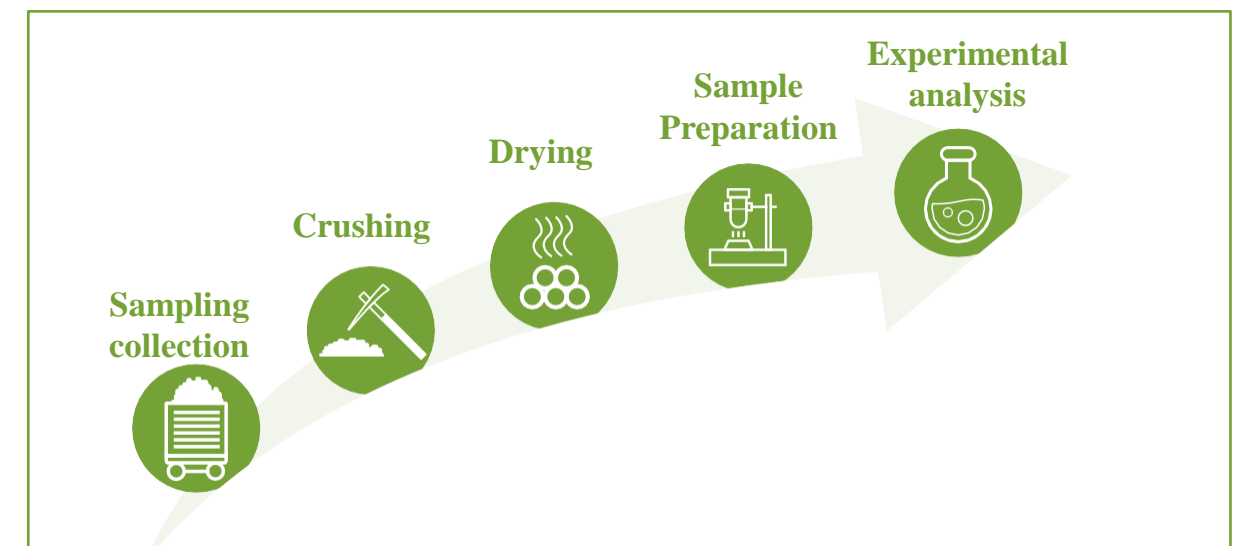 Sampling
collection
Crushing
Drying
Sample
Preparation
Experimental
analysis